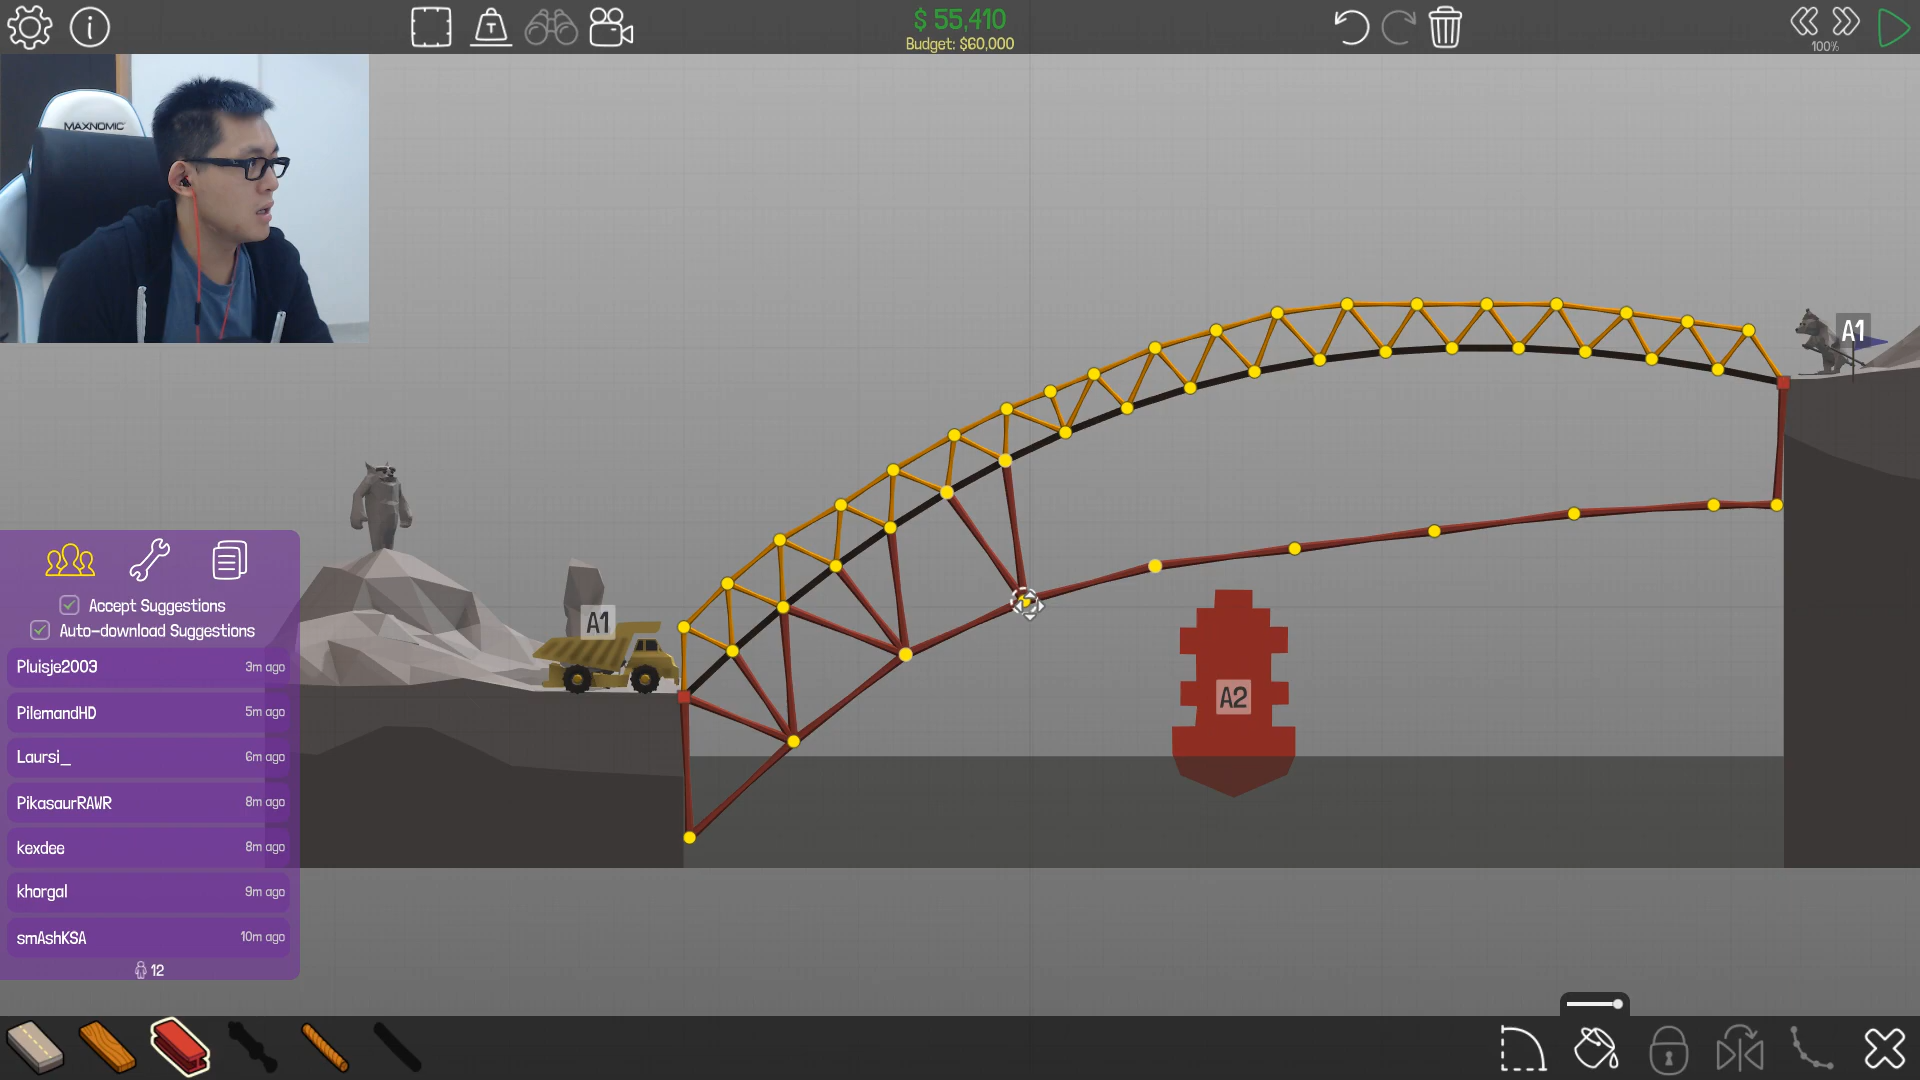 $ 55,410
Budget: $60,000
100%
MAXNOMIC
A1
A1
A2
Accept Suggestions
Auto-download Suggestions
Pluisje2003 3m ago
PilemandHD 5m ago
Laursi_ 6m ago
PikasaurRAWR 8m ago
kexdee 8m ago
khorgal 9m ago
smAshKSA 10m ago
12